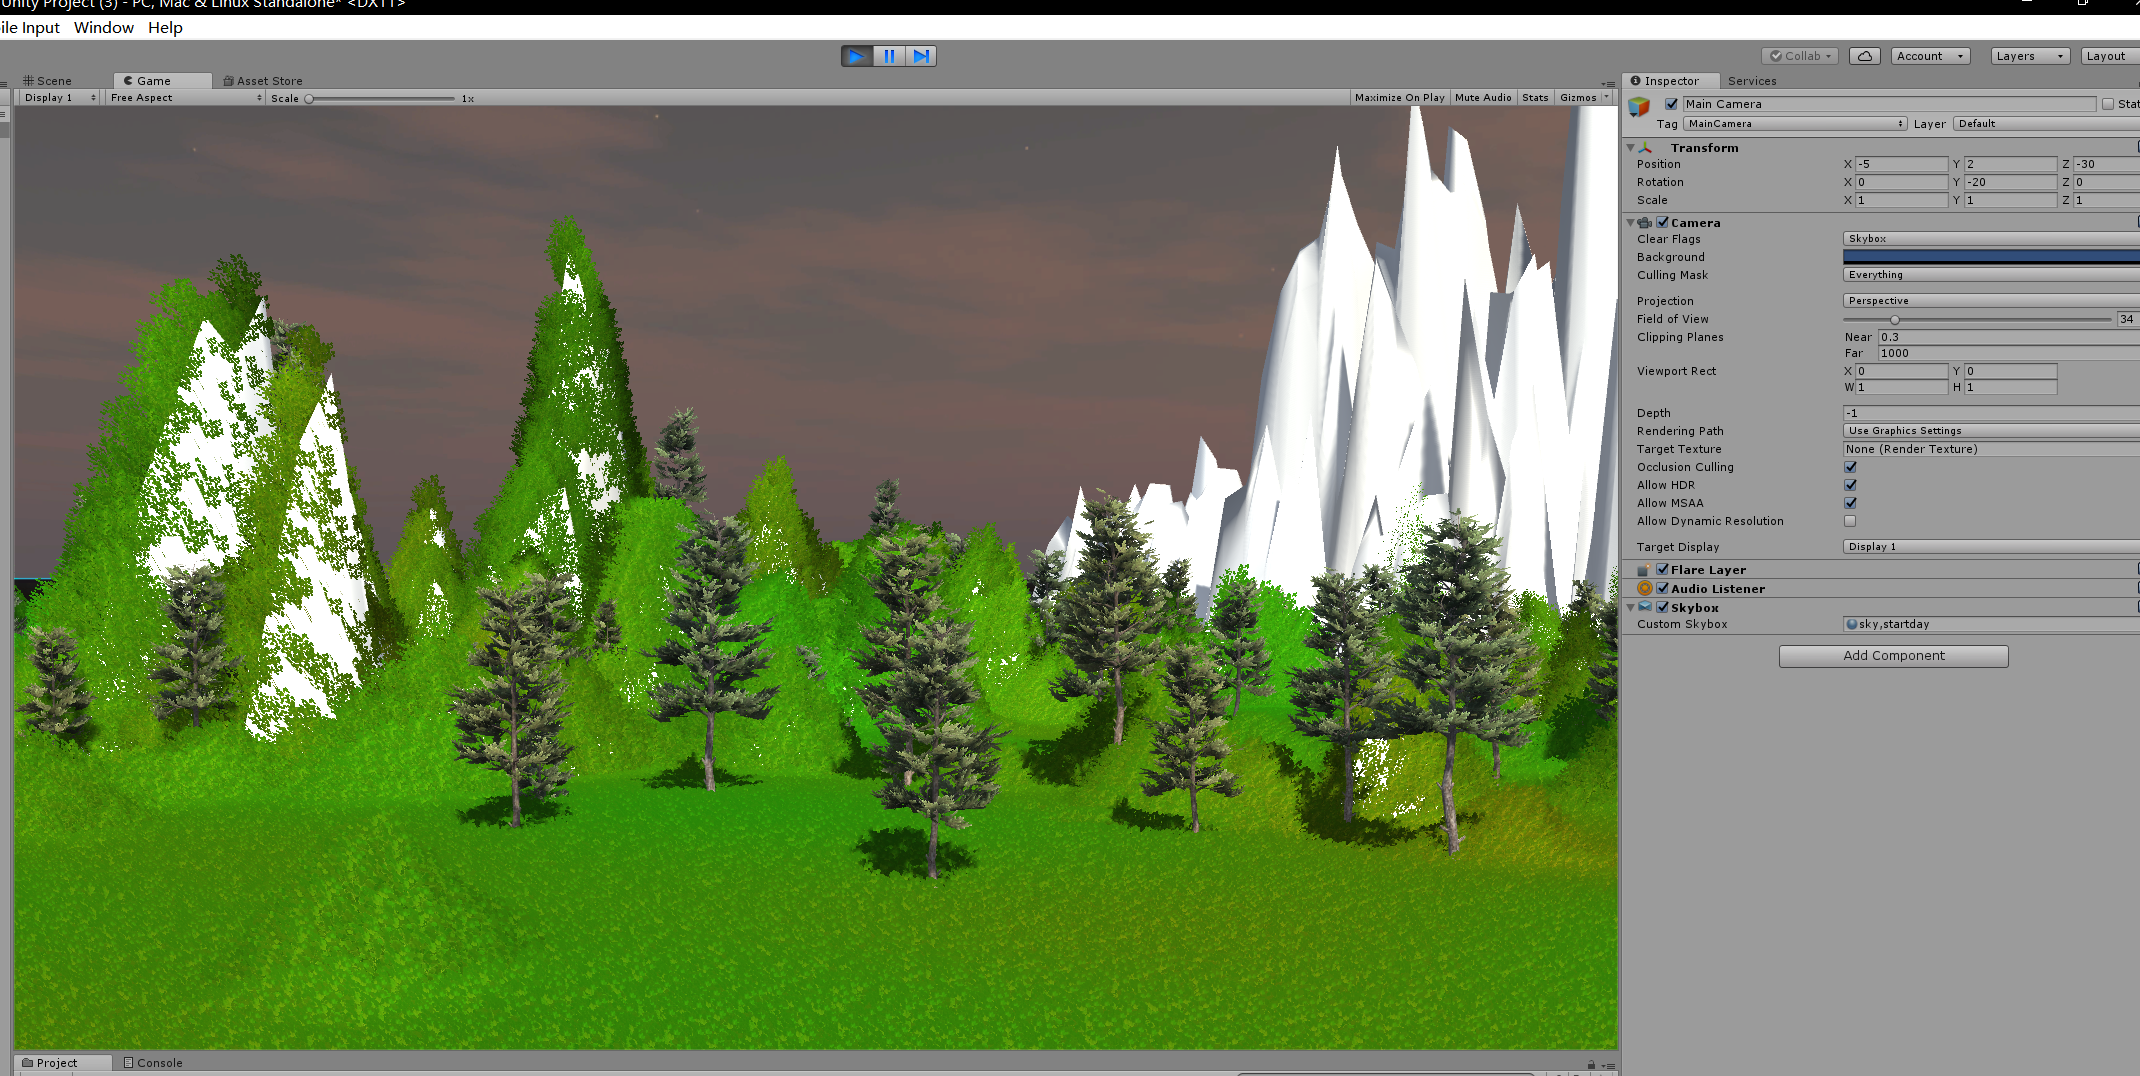 Unity Project (3) - PC, Mac & Linux Standalone* <DX11>
ile Input Window Help
Collab Account Layers Layout
Scene Game Asset Store
Inspector Services
Display 1 Free Aspect Scale 1x
Maximize On Play Mute Audio Stats Gizmos
Main Camera Stat
Tag MainCamera Layer Default
Transform
Position X -5 Y 2 Z -30
Rotation X 0 Y -20 Z 0
Scale X 1 Y 1 Z 1
Camera
Clear Flags Skybox
Background
Culling Mask Everything
Projection Perspective
Field of View 34
Clipping Planes Near 0.3
Far 1000
Viewport Rect X 0 Y 0
W 1 H 1
Depth -1
Rendering Path Use Graphics Settings
Target Texture None (Render Texture)
Occlusion Culling
Allow HDR
Allow MSAA
Allow Dynamic Resolution
Target Display Display 1
Flare Layer
Audio Listener
Skybox
Custom Skybox sky,startday
Add Component
Project Console